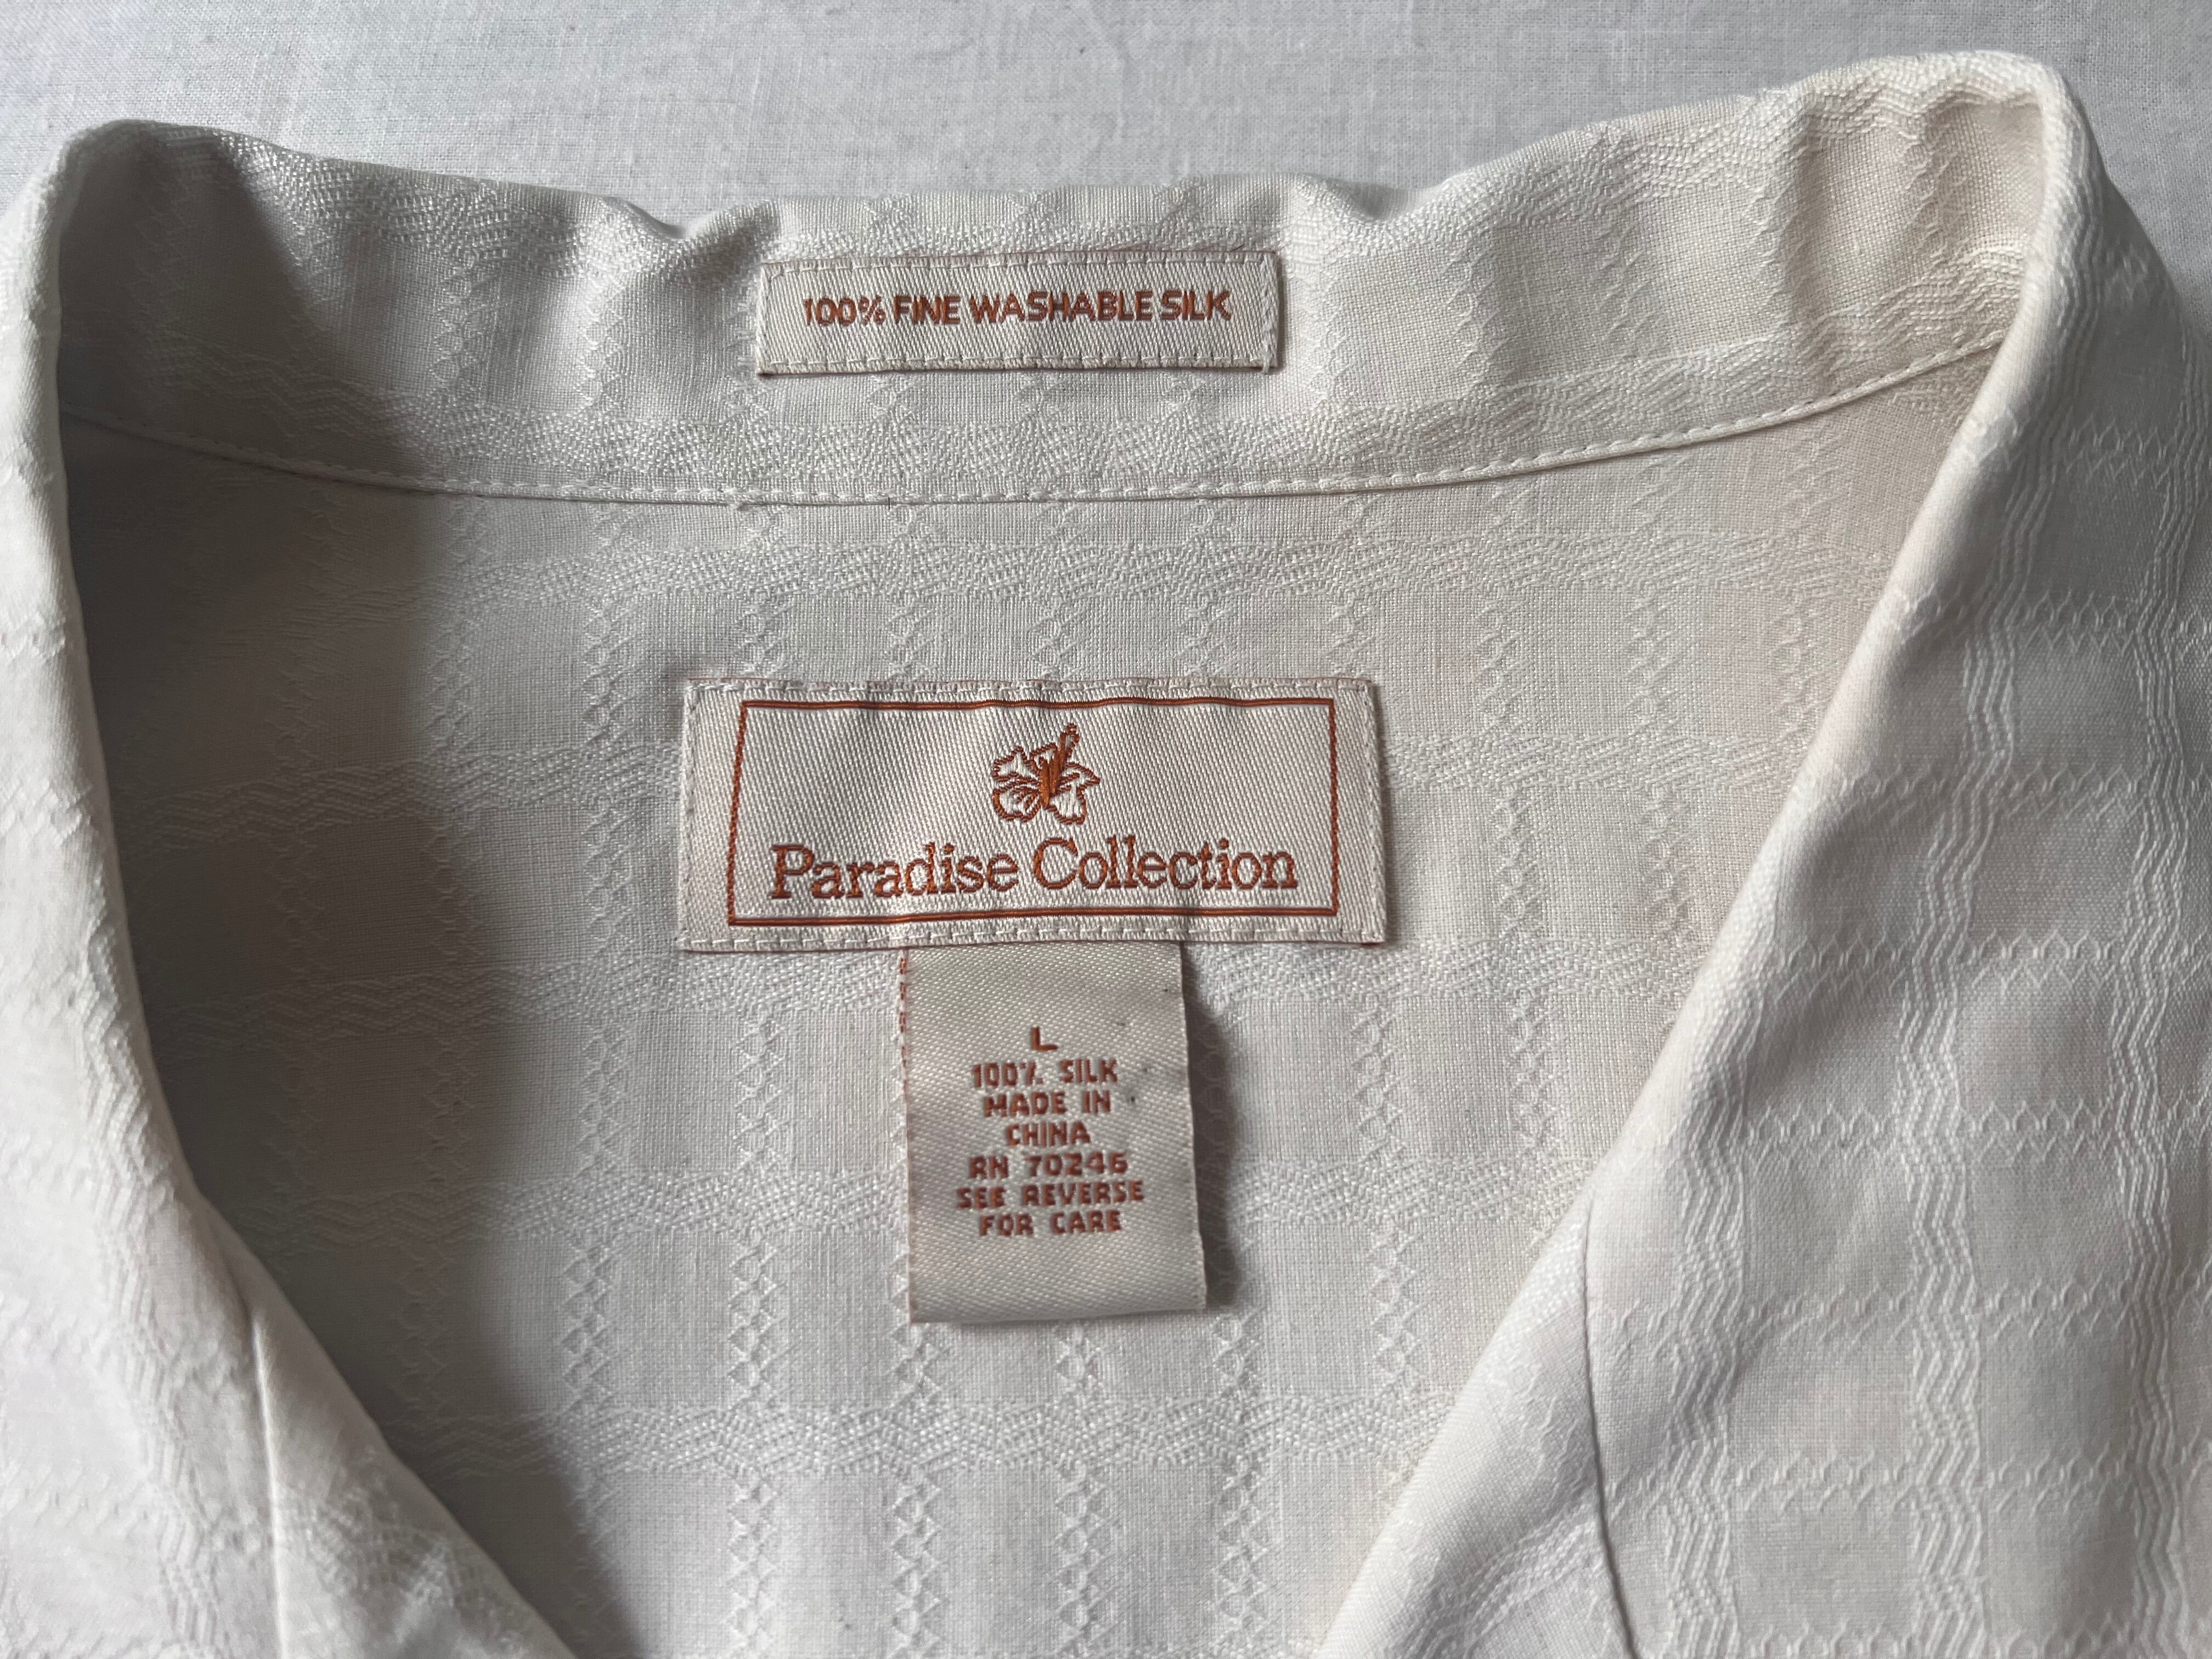 100% FINE WASHABLE SILK
Paradise Collection
L
100% SILK
MADE IN
CHINA
RN 70246
SEE REVERSE
FOR CARE